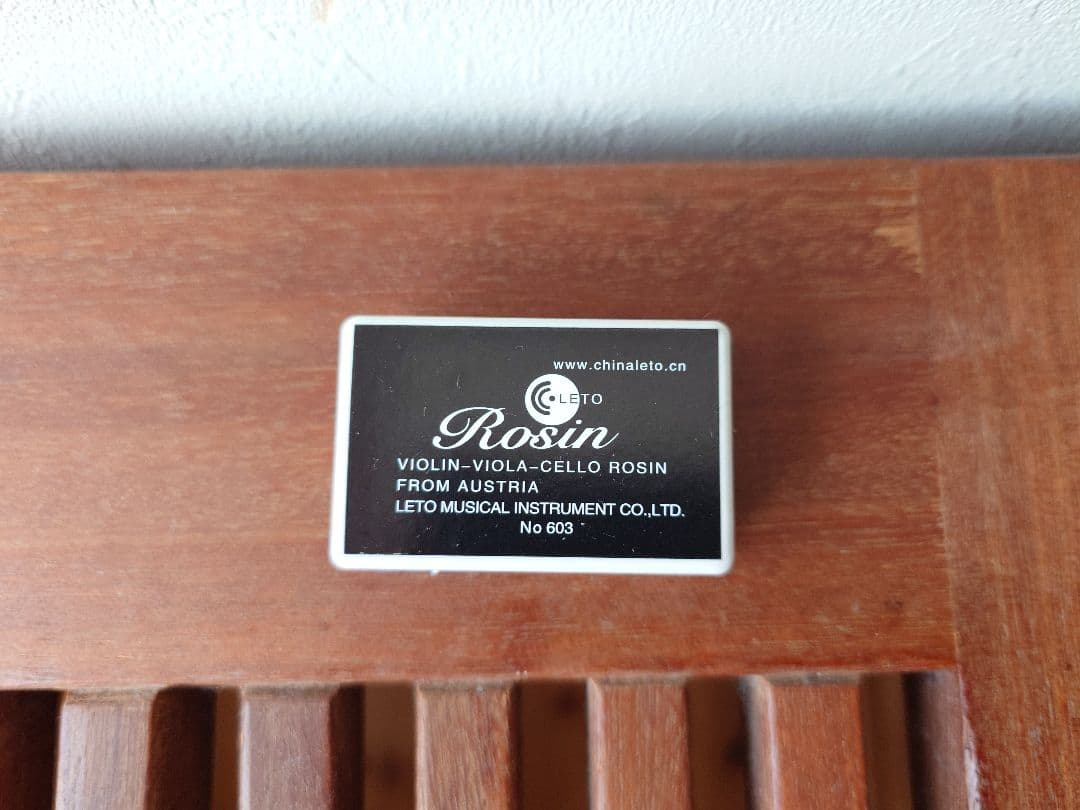 www.chinaleto.cn
LETO
Rosin
VIOLIN-VIOLA-CELLO ROSIN
FROM AUSTRIA
LETO MUSICAL INSTRUMENT CO.,LTD.
No 603